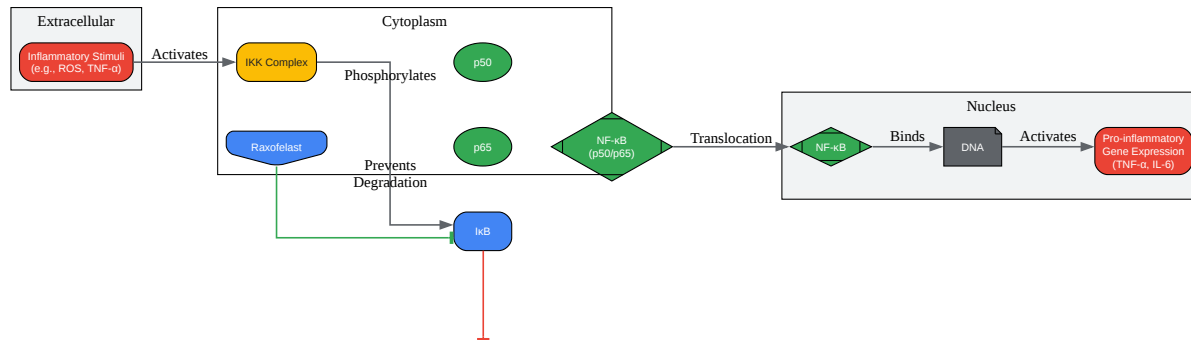 Extracellular
Inflammatory Stimuli
(e.g., ROS, TNF-α)
Activates
Cytoplasm
IKK Complex
Phosphorylates
p50
Raxofelast
p65
Prevents
Degradation
IκB
NF-κB
(p50/p65)
Translocation
Nucleus
NF-κB
Binds
DNA
Activates
Pro-inflammatory
Gene Expression
(TNF-α, IL-6)